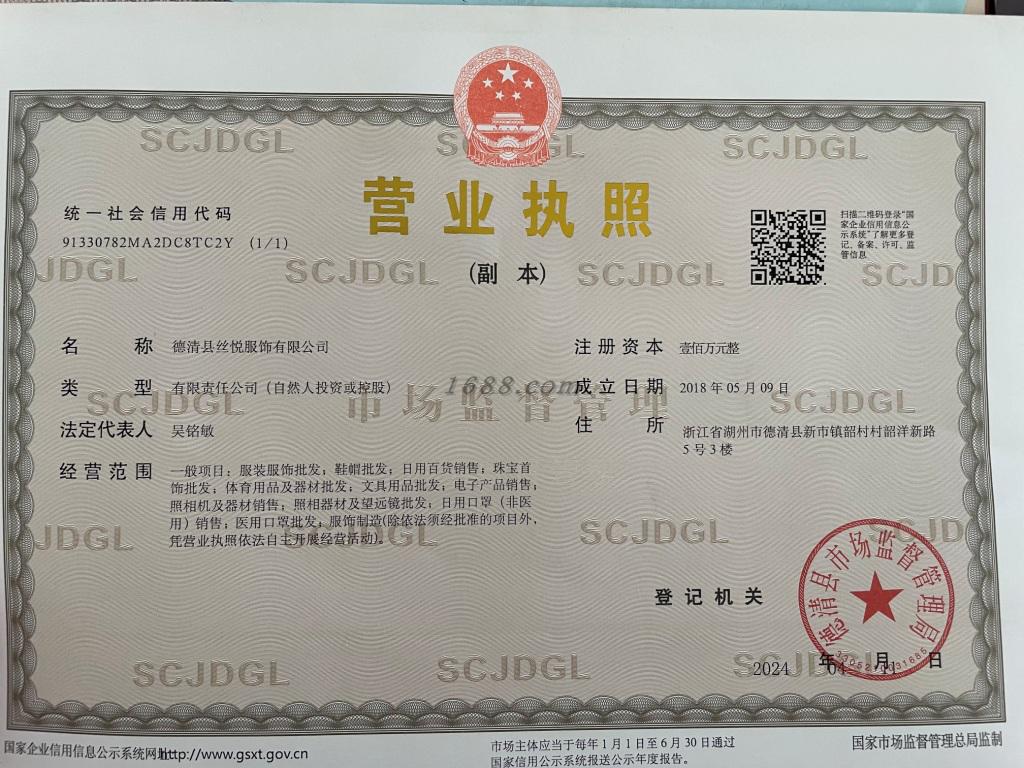 营业执照
(副 本)
统一社会信用代码
91330782MA2DC8TC2Y (1/1)
扫描二维码登录“国
家企业信用信息公
示系统”了解更多登
记、备案、许可、监
管信息
名 称 德清县丝悦服饰有限公司
注册资本 壹佰万元整
类 型 有限责任公司（自然人投资或控股）
成立日期 2018 年 05 月 09 日
法定代表人 吴铭敏
住 所 浙江省湖州市德清县新市镇韶村村韶洋新路
5 号 3 楼
经营范围 一般项目：服装服饰批发；鞋帽批发；日用百货销售；珠宝首
饰批发；体育用品及器材批发；文具用品批发；电子产品销售；
照相机及器材销售；照相器材及望远镜批发；日用口罩（非医
用）销售；医用口罩批发；服饰制造(除依法须经批准的项目外，
凭营业执照依法自主开展经营活动)。
1688.com
市场监督管理
SCJDGL
登记机关
德清县市场监督管理局
2024 年 04 月 11 日
国家企业信用信息公示系统网址http://www.gsxt.gov.cn
市场主体应当于每年 1 月 1 日至 6 月 30 日通过
国家信用公示系统报送公示年度报告。
国家市场监督管理总局监制